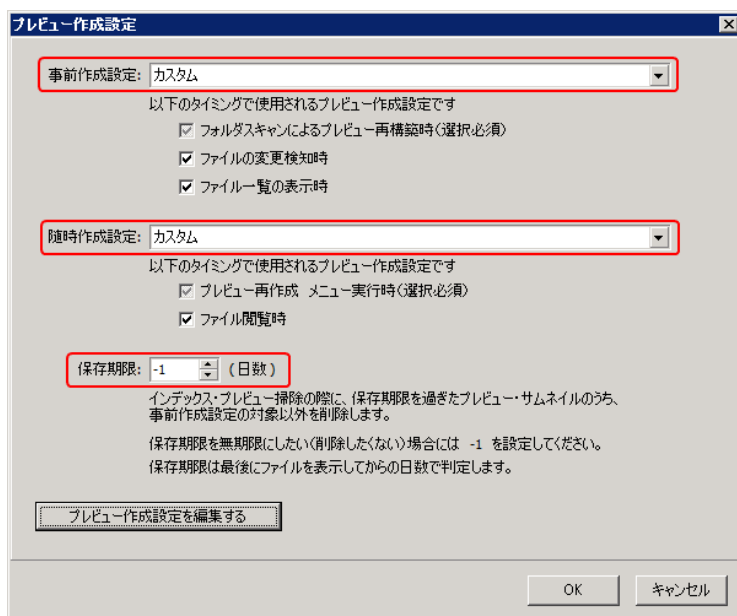 プレビュー作成設定
事前作成設定: カスタム
以下のタイミングで使用されるプレビュー作成設定です
フォルダスキャンによるプレビュー再構築時(選択必須)
ファイルの変更検知時
ファイル一覧の表示時
随時作成設定: カスタム
以下のタイミングで使用されるプレビュー作成設定です
プレビュー再作成 メニュー実行時(選択必須)
ファイル閲覧時
保存期限: -1 (日数)
インデックス・プレビュー掃除の際に、保存期限を過ぎたプレビュー・サムネイルのうち、
事前作成設定の対象以外を削除します。
保存期限を無期限にしたい(削除したくない)場合には -1 を設定してください。
保存期限は最後にファイルを表示してからの日数で判定します。
プレビュー作成設定を編集する
OK キャンセル